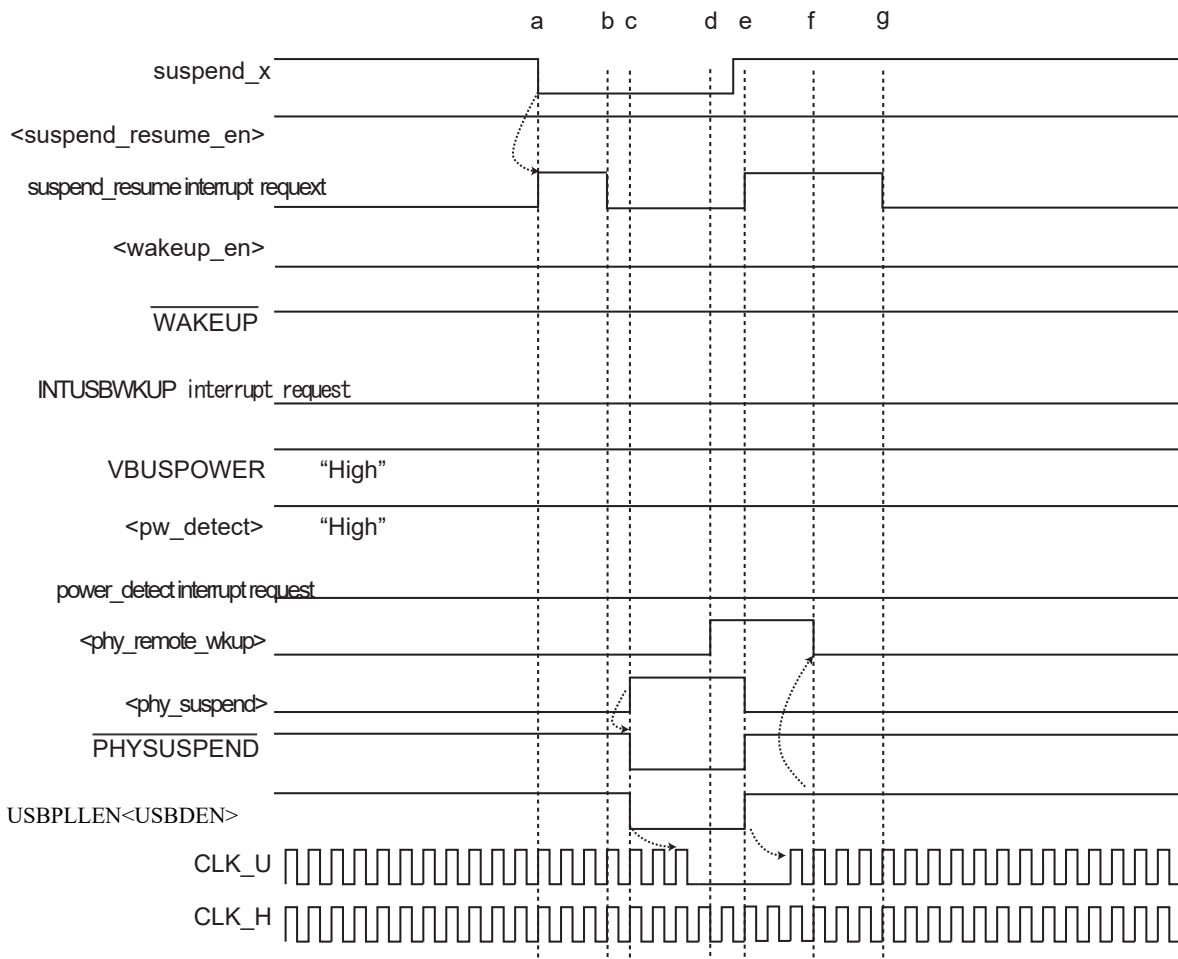 a b c d e f g
suspend_x
<suspend_resume_en>
suspend_resume interrupt requext
<wakeup_en>
WAKEUP
INTUSBWKUP interrupt request
VBUSPOWER “High”
<pw_detect> “High”
power_detect interrupt request
<phy_remote_wkup>
<phy_suspend>
PHYSUSPEND
USBPLLEN<USBDEN>
CLK_U
CLK_H